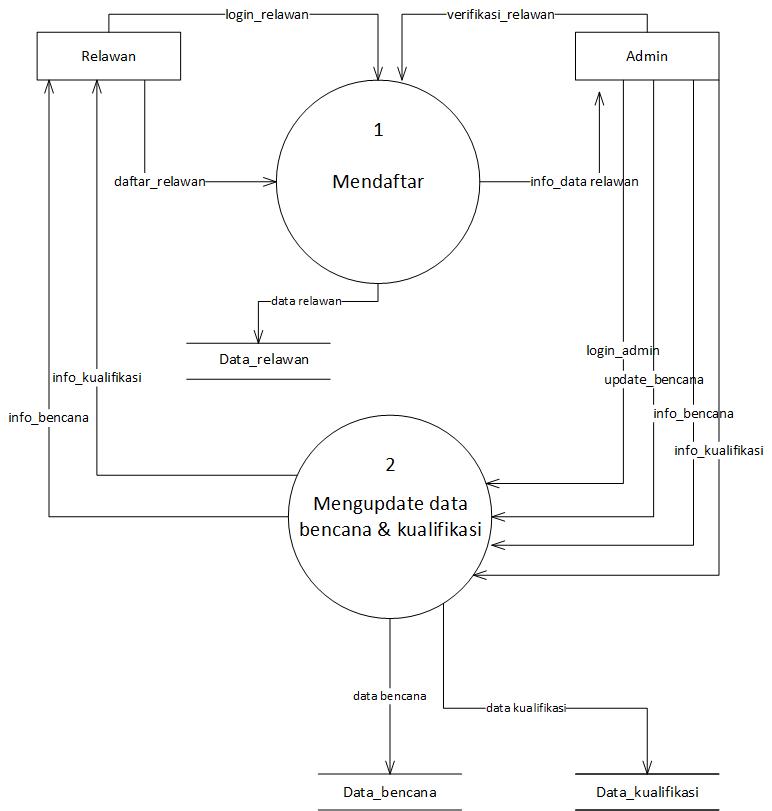 login_relawan
verifikasi_relawan
Relawan
Admin
1
Mendaftar
daftar_relawan
info_data relawan
data relawan
Data_relawan
login_admin
info_kualifikasi
update_bencana
info_bencana
info_bencana
info_kualifikasi
2
Mengupdate data
bencana & kualifikasi
data bencana
data kualifikasi
Data_bencana
Data_kualifikasi